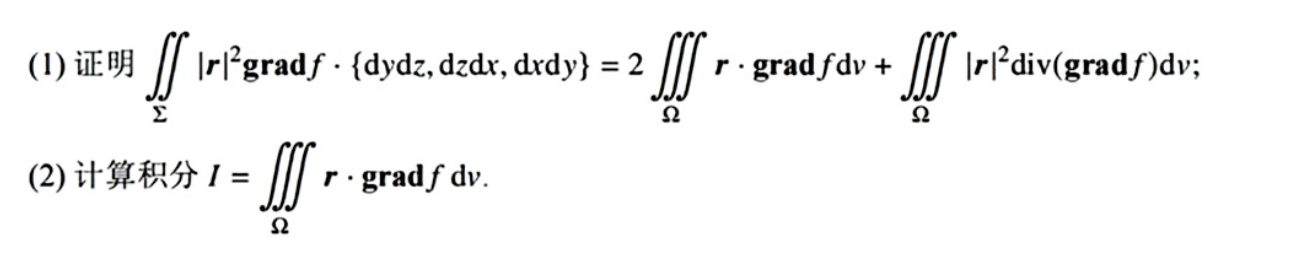 (1) 证明 ∬_Σ |r|²grad f · {dydz, dzdx, dxdy} = 2 ∭_Ω r · grad f dv + ∭_Ω |r|²div(grad f)dv;
(2) 计算积分 I = ∭_Ω r · grad f dv.